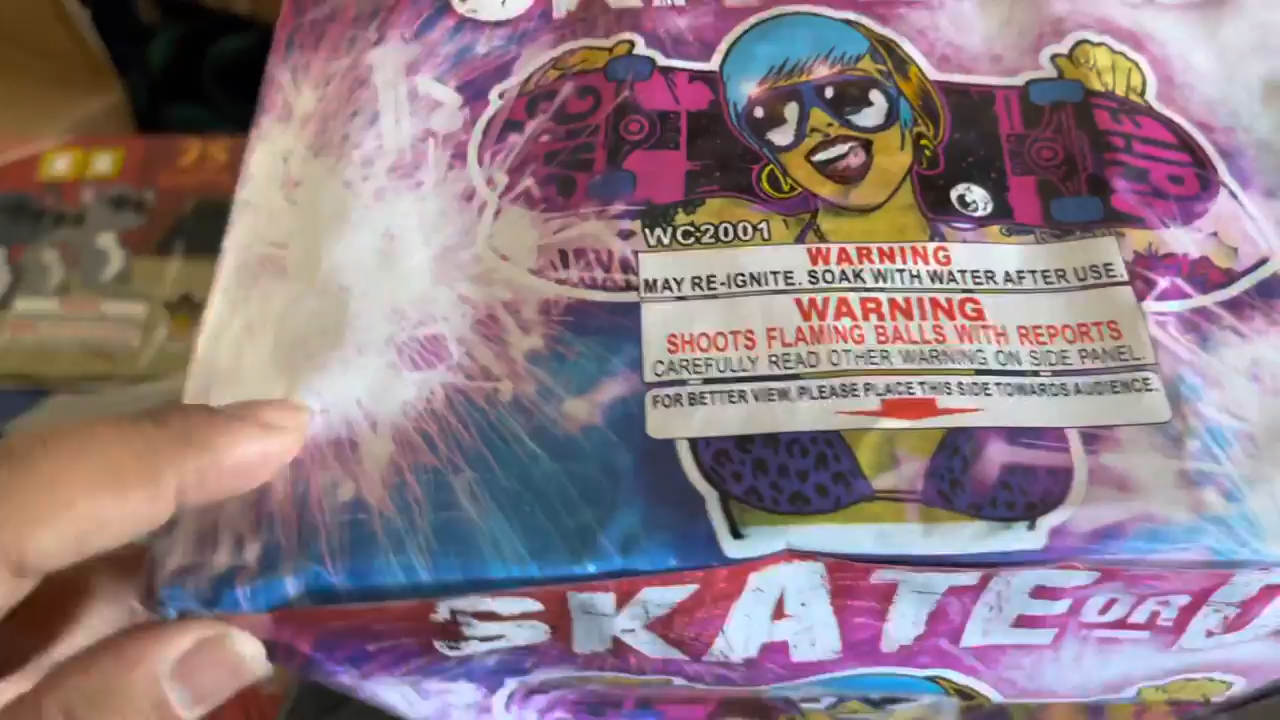 25
WC2001
WARNING
MAY RE-IGNITE. SOAK WITH WATER AFTER USE.
WARNING
SHOOTS FLAMING BALLS WITH REPORTS
CAREFULLY READ OTHER WARNING ON SIDE PANEL.
FOR BETTER VIEW, PLEASE PLACE THIS SIDE TOWARDS AUDIENCE.
SKATE OR D